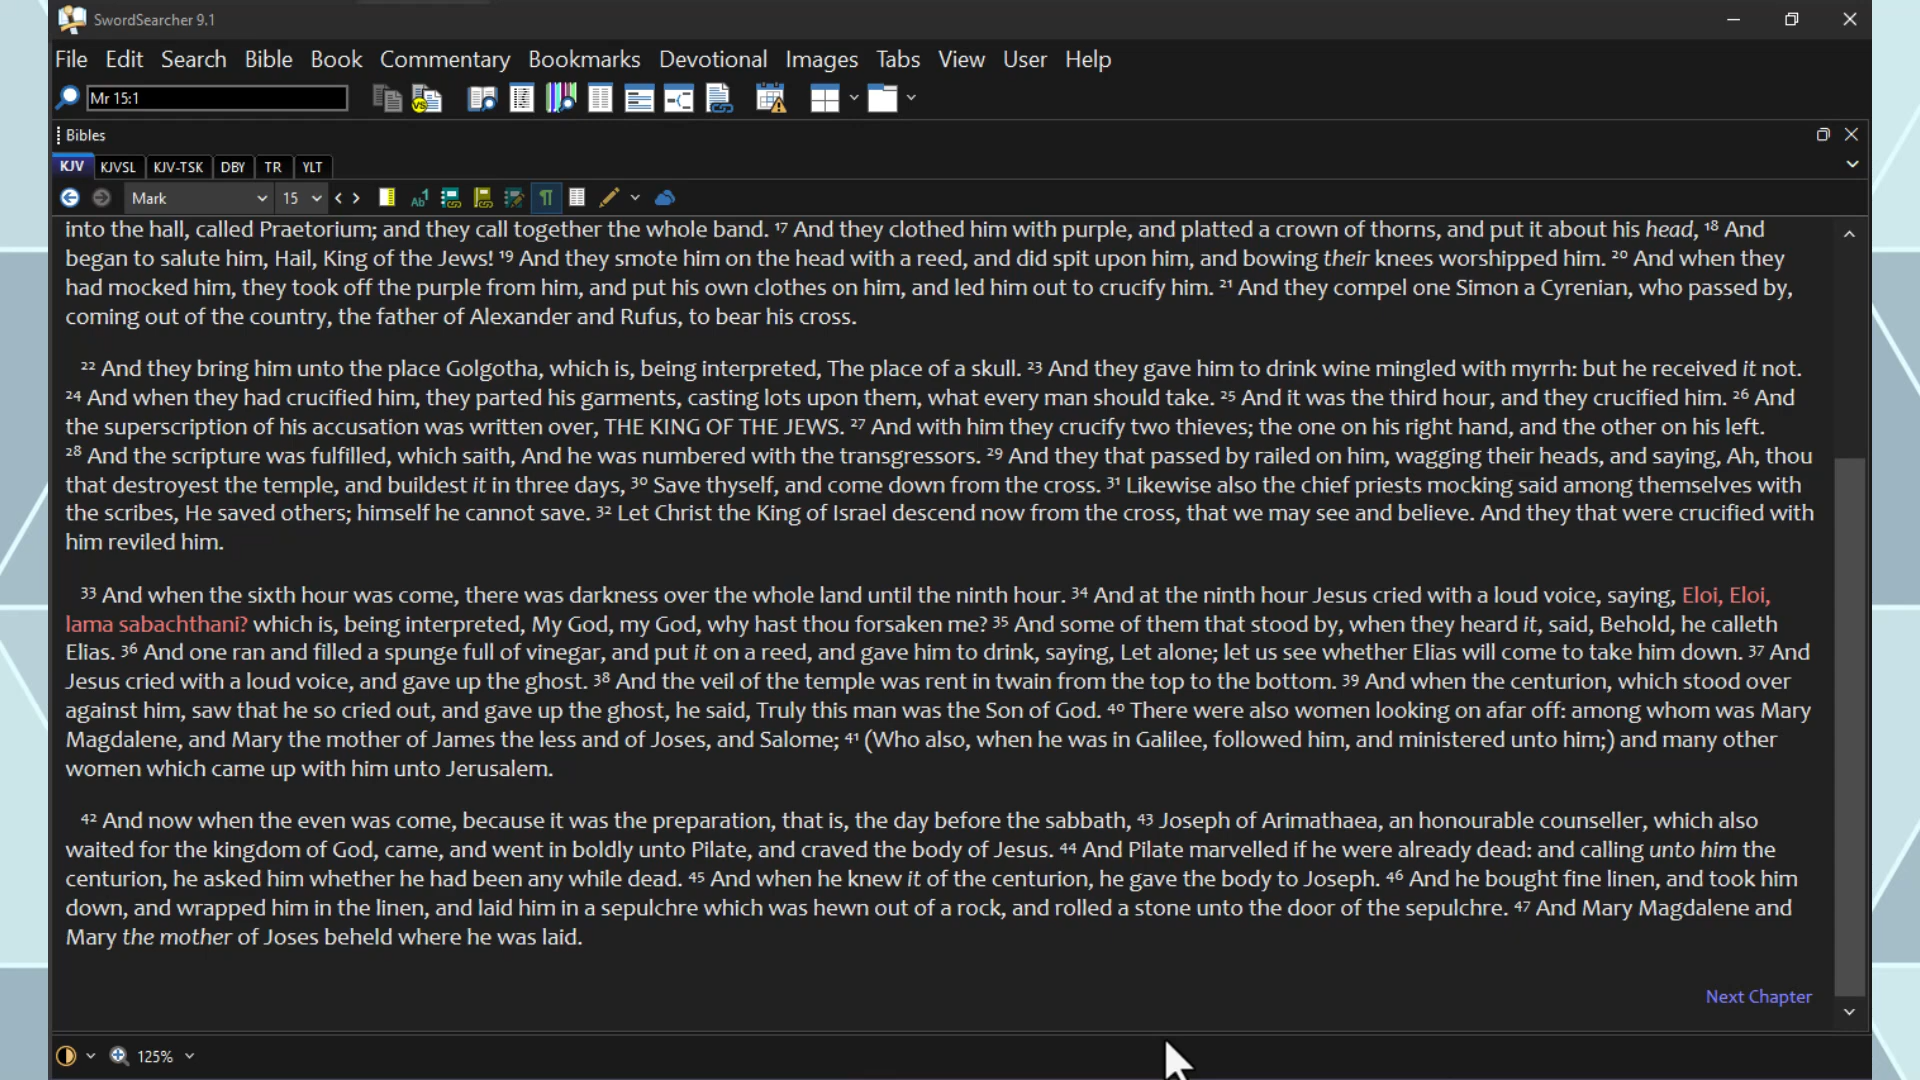 SwordSearcher 9.1
File Edit Search Bible Book Commentary Bookmarks Devotional Images Tabs View User Help
Mr 15:1
Bibles
KJV KJVSL KJV-TSK DBY TR YLT
Mark 15
into the hall, called Praetorium; and they call together the whole band. ¹⁷ And they clothed him with purple, and platted a crown of thorns, and put it about his head, ¹⁸ And
began to salute him, Hail, King of the Jews! ¹⁹ And they smote him on the head with a reed, and did spit upon him, and bowing their knees worshipped him. ²⁰ And when they
had mocked him, they took off the purple from him, and put his own clothes on him, and led him out to crucify him. ²¹ And they compel one Simon a Cyrenian, who passed by,
coming out of the country, the father of Alexander and Rufus, to bear his cross.
²² And they bring him unto the place Golgotha, which is, being interpreted, The place of a skull. ²³ And they gave him to drink wine mingled with myrrh: but he received it not.
²⁴ And when they had crucified him, they parted his garments, casting lots upon them, what every man should take. ²⁵ And it was the third hour, and they crucified him. ²⁶ And
the superscription of his accusation was written over, THE KING OF THE JEWS. ²⁷ And with him they crucify two thieves; the one on his right hand, and the other on his left.
²⁸ And the scripture was fulfilled, which saith, And he was numbered with the transgressors. ²⁹ And they that passed by railed on him, wagging their heads, and saying, Ah, thou
that destroyest the temple, and buildest it in three days, ³⁰ Save thyself, and come down from the cross. ³¹ Likewise also the chief priests mocking said among themselves with
the scribes, He saved others; himself he cannot save. ³² Let Christ the King of Israel descend now from the cross, that we may see and believe. And they that were crucified with
him reviled him.
³³ And when the sixth hour was come, there was darkness over the whole land until the ninth hour. ³⁴ And at the ninth hour Jesus cried with a loud voice, saying, Eloi, Eloi,
lama sabachthani? which is, being interpreted, My God, my God, why hast thou forsaken me? ³⁵ And some of them that stood by, when they heard it, said, Behold, he calleth
Elias. ³⁶ And one ran and filled a spunge full of vinegar, and put it on a reed, and gave him to drink, saying, Let alone; let us see whether Elias will come to take him down. ³⁷ And
Jesus cried with a loud voice, and gave up the ghost. ³⁸ And the veil of the temple was rent in twain from the top to the bottom. ³⁹ And when the centurion, which stood over
against him, saw that he so cried out, and gave up the ghost, he said, Truly this man was the Son of God. ⁴⁰ There were also women looking on afar off: among whom was Mary
Magdalene, and Mary the mother of James the less and of Joses, and Salome; ⁴¹ (Who also, when he was in Galilee, followed him, and ministered unto him;) and many other
women which came up with him unto Jerusalem.
⁴² And now when the even was come, because it was the preparation, that is, the day before the sabbath, ⁴³ Joseph of Arimathaea, an honourable counseller, which also
waited for the kingdom of God, came, and went in boldly unto Pilate, and craved the body of Jesus. ⁴⁴ And Pilate marvelled if he were already dead: and calling unto him the
centurion, he asked him whether he had been any while dead. ⁴⁵ And when he knew it of the centurion, he gave the body to Joseph. ⁴⁶ And he bought fine linen, and took him
down, and wrapped him in the linen, and laid him in a sepulchre which was hewn out of a rock, and rolled a stone unto the door of the sepulchre. ⁴⁷ And Mary Magdalene and
Mary the mother of Joses beheld where he was laid.
Next Chapter
125%